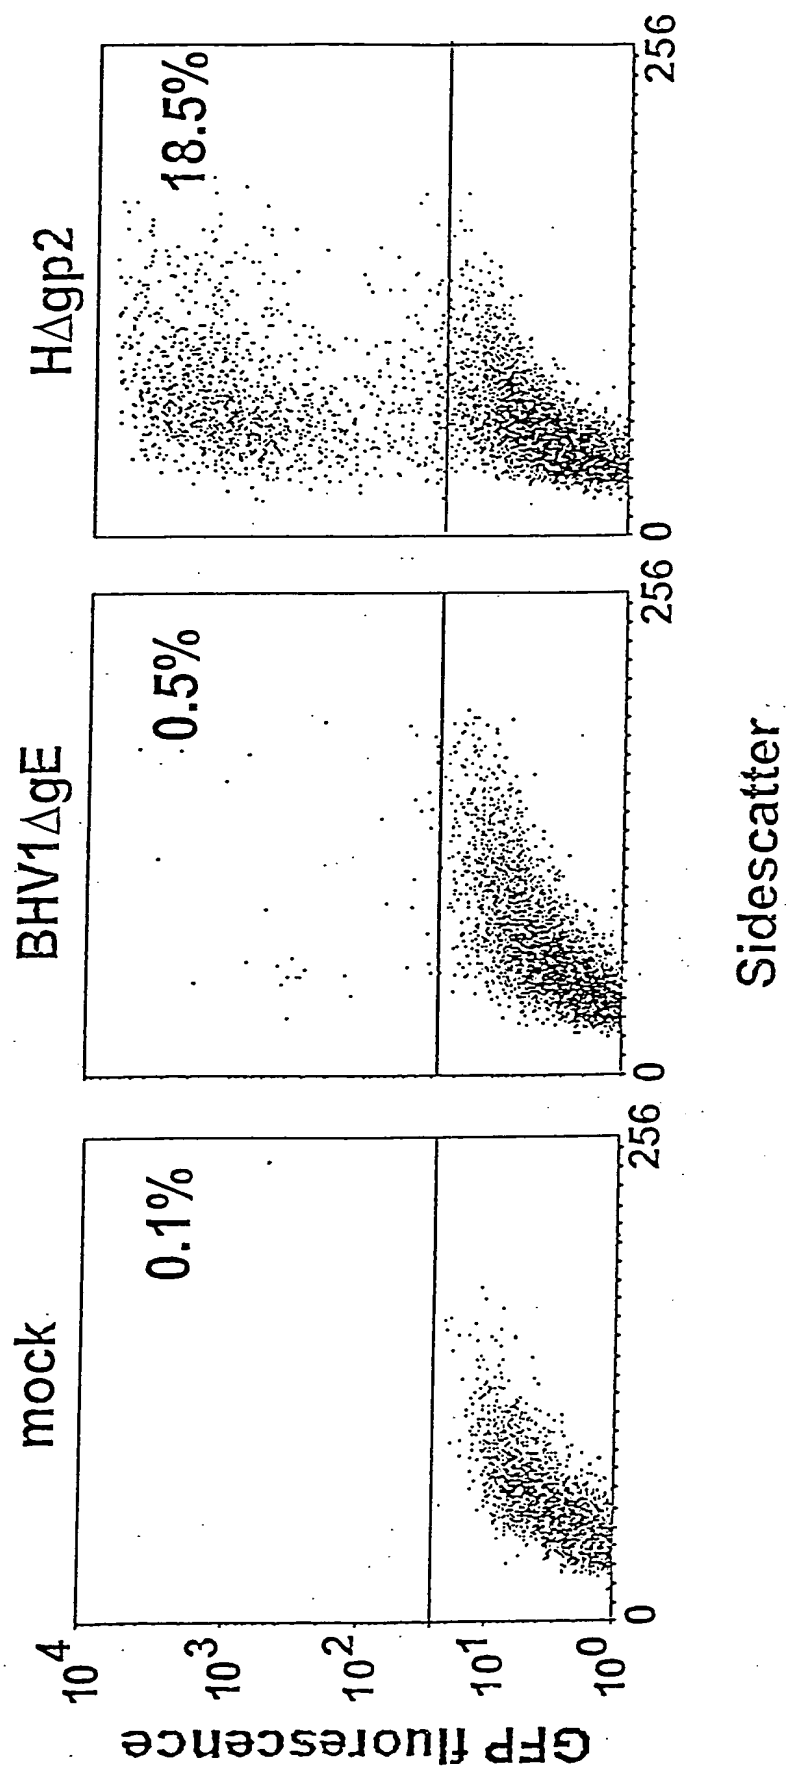 mock
BHV1ΔgE
HΔgp2
0.1%
0.5%
18.5%
GFP fluorescence
10^4
10^3
10^2
10^1
10^0
0
256
0
256
0
256
Sidescatter